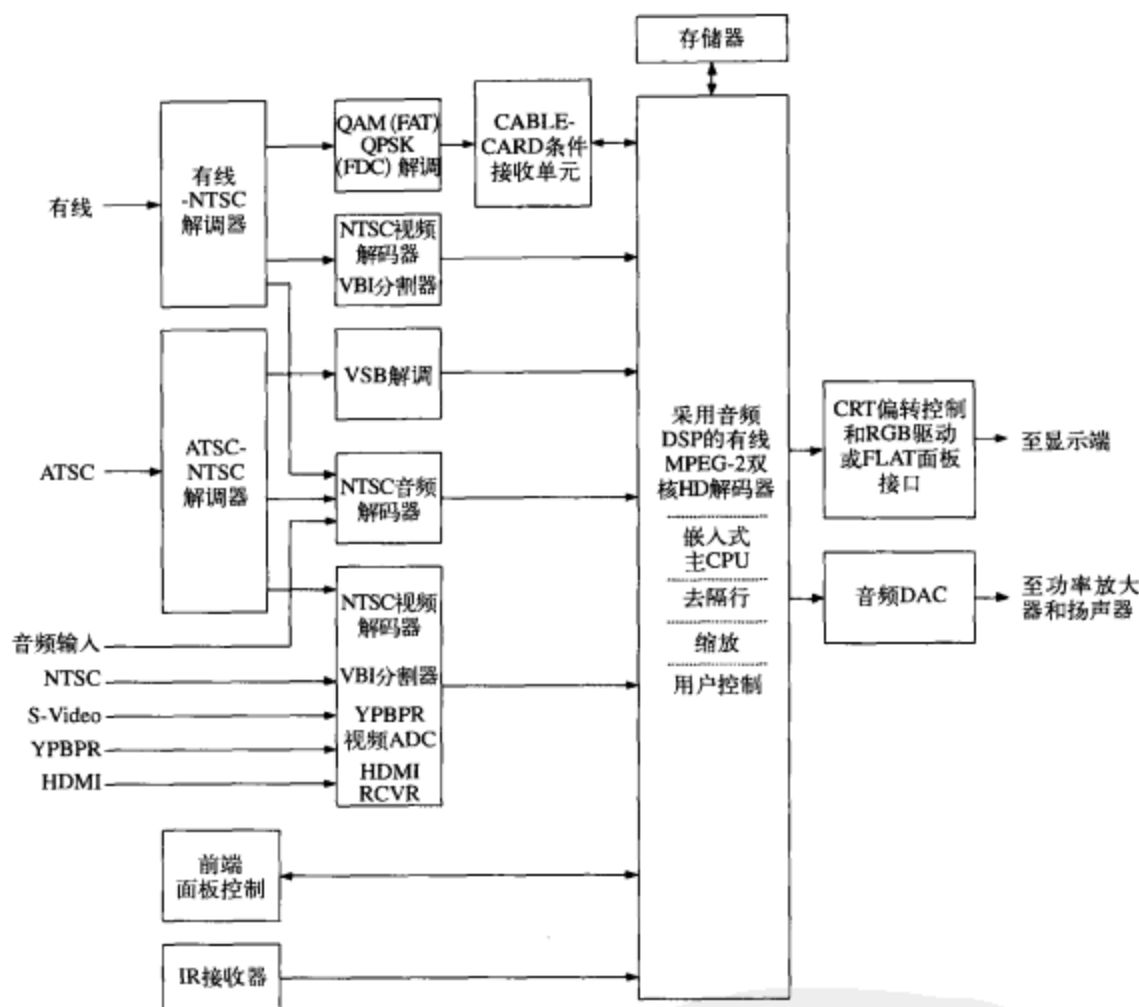 存储器
QAM (FAT)
QPSK
(FDC) 解调
CABLE-
CARD条件
接收单元
有线
有线
-NTSC
解调器
NTSC视频
解码器
VBI分割器
VSB解调
ATSC
ATSC-
NTSC
解调器
NTSC音频
解码器
NTSC视频
解码器
VBI分割器
YPBPR
视频ADC
HDMI
RCVR
音频输入
NTSC
S-Video
YPBPR
HDMI
前端
面板控制
IR接收器
采用音频
DSP的有线
MPEG-2双
核HD解码器
嵌入式
主CPU
去隔行
缩放
用户控制
CRT偏转控制
和RGB驱动
或FLAT面板
接口
至显示端
音频DAC
至功率放大
器和扬声器